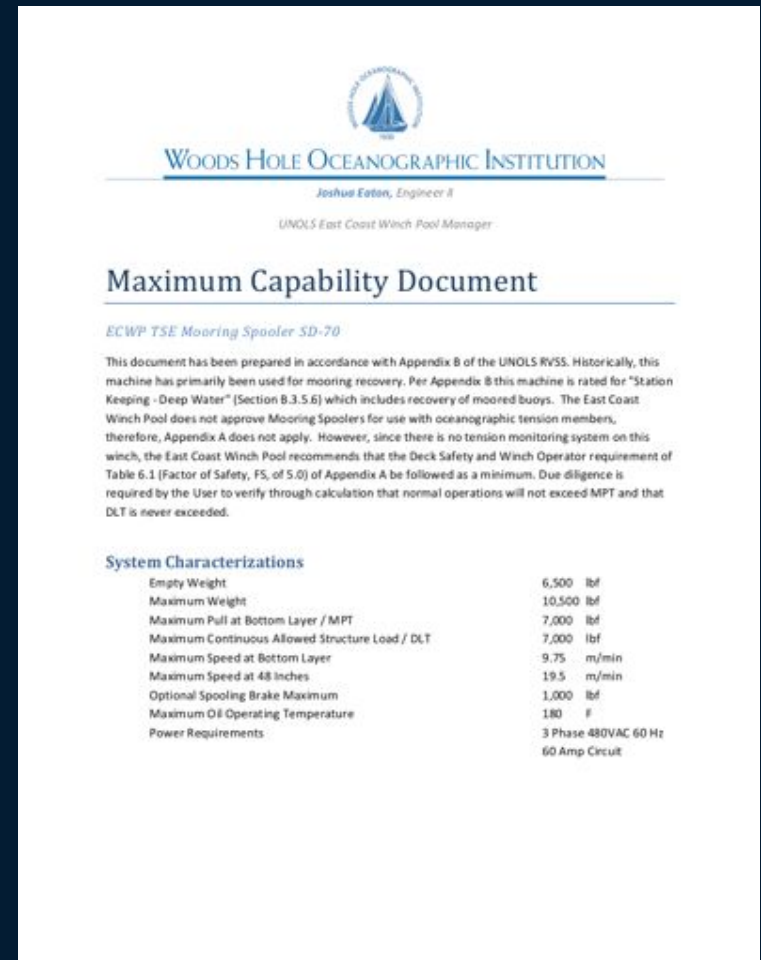 WOODS HOLE OCEANOGRAPHIC INSTITUTION
1930
WOODS HOLE OCEANOGRAPHIC INSTITUTION
Joshua Eaton, Engineer II
UNOLS East Coast Winch Pool Manager
Maximum Capability Document
ECWP TSE Mooring Spooler SD-70
This document has been prepared in accordance with Appendix B of the UNOLS RVSS. Historically, this
machine has primarily been used for mooring recovery. Per Appendix B this machine is rated for "Station
Keeping - Deep Water" (Section B.3.5.6) which includes recovery of moored buoys. The East Coast
Winch Pool does not approve Mooring Spoolers for use with oceanographic tension members,
therefore, Appendix A does not apply. However, since there is no tension monitoring system on this
winch, the East Coast Winch Pool recommends that the Deck Safety and Winch Operator requirement of
Table 6.1 (Factor of Safety, FS, of 5.0) of Appendix A be followed as a minimum. Due diligence is
required by the User to verify through calculation that normal operations will not exceed MPT and that
DLT is never exceeded.
System Characterizations
Empty Weight 6,500 lbf
Maximum Weight 10,500 lbf
Maximum Pull at Bottom Layer / MPT 7,000 lbf
Maximum Continuous Allowed Structure Load / DLT 7,000 lbf
Maximum Speed at Bottom Layer 9.75 m/min
Maximum Speed at 48 Inches 19.5 m/min
Optional Spooling Brake Maximum 1,000 lbf
Maximum Oil Operating Temperature 180 F
Power Requirements 3 Phase 480VAC 60 Hz
60 Amp Circuit